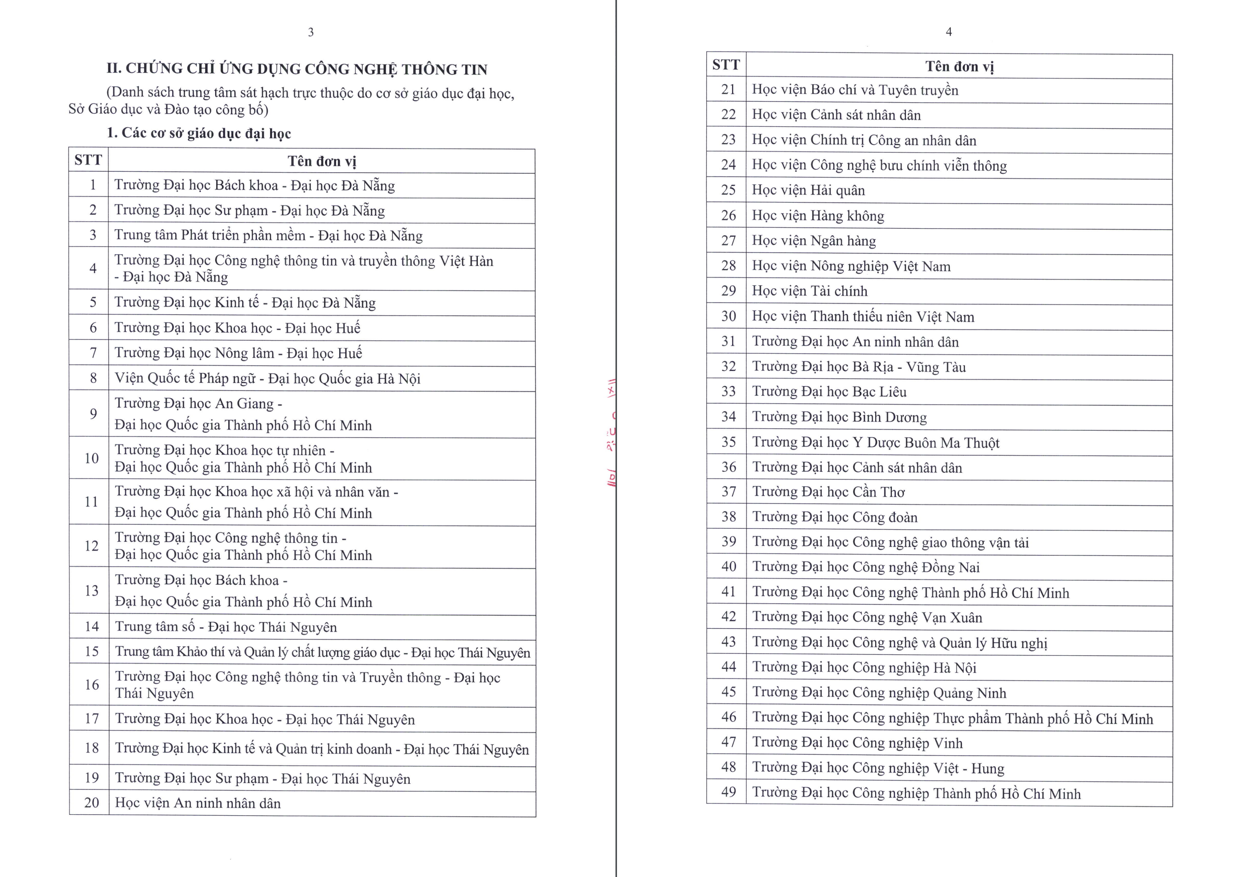 3
II. CHỨNG CHỈ ỨNG DỤNG CÔNG NGHỆ THÔNG TIN
(Danh sách trung tâm sát hạch trực thuộc do cơ sở giáo dục đại học,
Sở Giáo dục và Đào tạo công bố)
1. Các cơ sở giáo dục đại học
STT Tên đơn vị
1 Trường Đại học Bách khoa - Đại học Đà Nẵng
2 Trường Đại học Sư phạm - Đại học Đà Nẵng
3 Trung tâm Phát triển phần mềm - Đại học Đà Nẵng
4 Trường Đại học Công nghệ thông tin và truyền thông Việt Hàn
- Đại học Đà Nẵng
5 Trường Đại học Kinh tế - Đại học Đà Nẵng
6 Trường Đại học Khoa học - Đại học Huế
7 Trường Đại học Nông lâm - Đại học Huế
8 Viện Quốc tế Pháp ngữ - Đại học Quốc gia Hà Nội
9 Trường Đại học An Giang -
Đại học Quốc gia Thành phố Hồ Chí Minh
10 Trường Đại học Khoa học tự nhiên -
Đại học Quốc gia Thành phố Hồ Chí Minh
11 Trường Đại học Khoa học xã hội và nhân văn -
Đại học Quốc gia Thành phố Hồ Chí Minh
12 Trường Đại học Công nghệ thông tin -
Đại học Quốc gia Thành phố Hồ Chí Minh
13 Trường Đại học Bách khoa -
Đại học Quốc gia Thành phố Hồ Chí Minh
14 Trung tâm số - Đại học Thái Nguyên
15 Trung tâm Khảo thí và Quản lý chất lượng giáo dục - Đại học Thái Nguyên
16 Trường Đại học Công nghệ thông tin và Truyền thông - Đại học
Thái Nguyên
17 Trường Đại học Khoa học - Đại học Thái Nguyên
18 Trường Đại học Kinh tế và Quản trị kinh doanh - Đại học Thái Nguyên
19 Trường Đại học Sư phạm - Đại học Thái Nguyên
20 Học viện An ninh nhân dân
4
STT Tên đơn vị
21 Học viện Báo chí và Tuyên truyền
22 Học viện Cảnh sát nhân dân
23 Học viện Chính trị Công an nhân dân
24 Học viện Công nghệ bưu chính viễn thông
25 Học viện Hải quân
26 Học viện Hàng không
27 Học viện Ngân hàng
28 Học viện Nông nghiệp Việt Nam
29 Học viện Tài chính
30 Học viện Thanh thiếu niên Việt Nam
31 Trường Đại học An ninh nhân dân
32 Trường Đại học Bà Rịa - Vũng Tàu
33 Trường Đại học Bạc Liêu
34 Trường Đại học Bình Dương
35 Trường Đại học Y Dược Buôn Ma Thuột
36 Trường Đại học Cảnh sát nhân dân
37 Trường Đại học Cần Thơ
38 Trường Đại học Công đoàn
39 Trường Đại học Công nghệ giao thông vận tải
40 Trường Đại học Công nghệ Đồng Nai
41 Trường Đại học Công nghệ Thành phố Hồ Chí Minh
42 Trường Đại học Công nghệ Vạn Xuân
43 Trường Đại học Công nghệ và Quản lý Hữu nghị
44 Trường Đại học Công nghiệp Hà Nội
45 Trường Đại học Công nghiệp Quảng Ninh
46 Trường Đại học Công nghiệp Thực phẩm Thành phố Hồ Chí Minh
47 Trường Đại học Công nghiệp Vinh
48 Trường Đại học Công nghiệp Việt - Hung
49 Trường Đại học Công nghiệp Thành phố Hồ Chí Minh